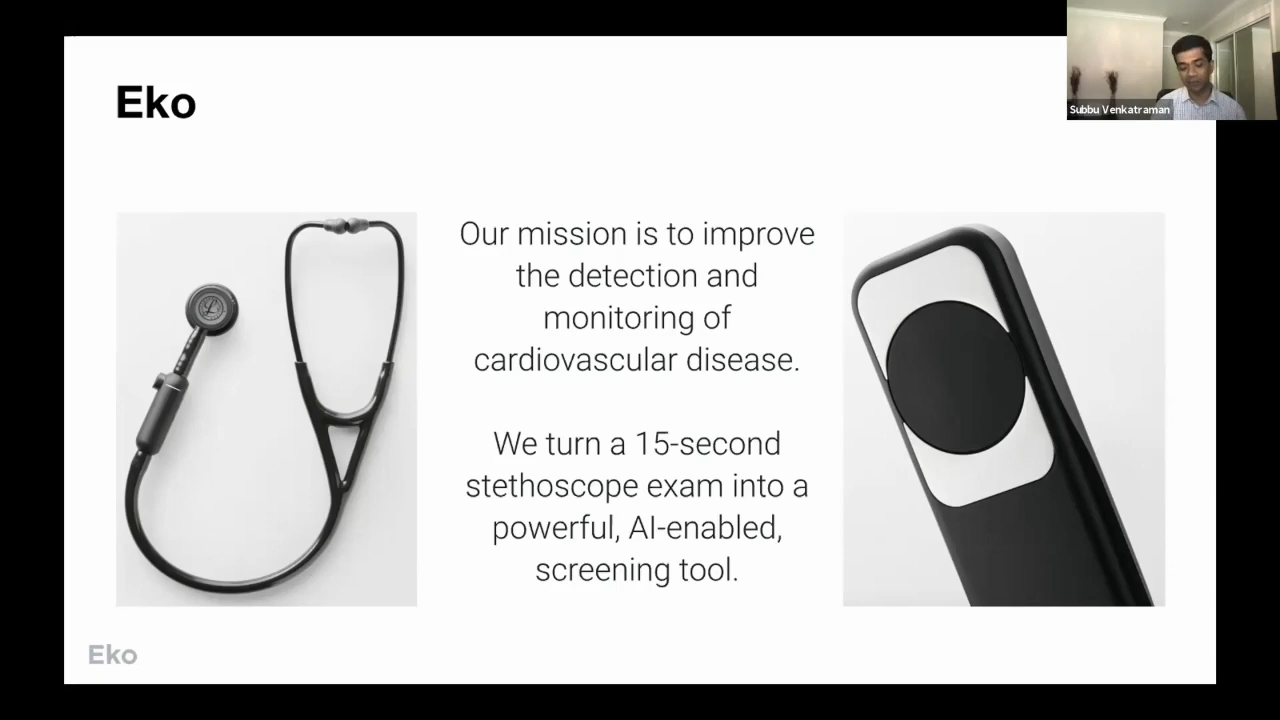 Eko
Subbu Venkatraman
Our mission is to improve
the detection and
monitoring of
cardiovascular disease.
We turn a 15-second
stethoscope exam into a
powerful, AI-enabled,
screening tool.
Eko